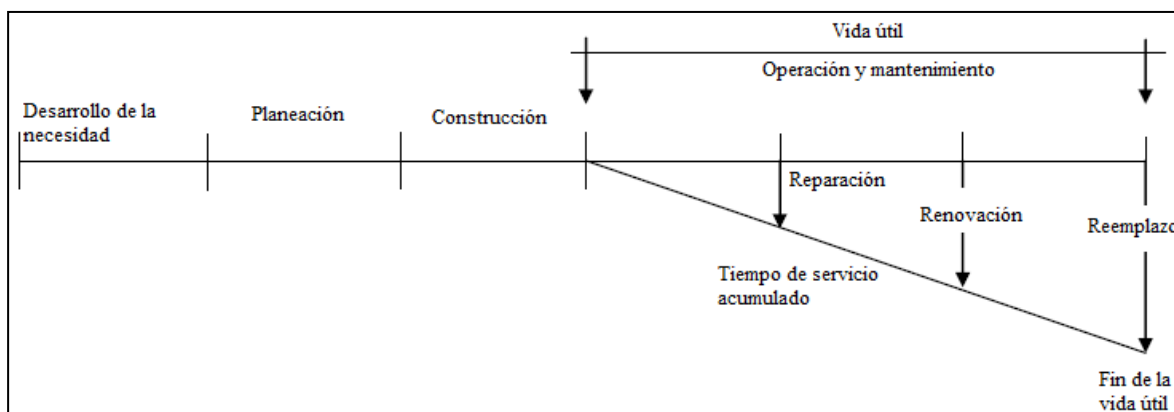 Vida útil
Operación y mantenimiento
Desarrollo de la
necesidad
Planeación
Construcción
Reparación
Renovación
Reemplazo
Tiempo de servicio
acumulado
Fin de la
vida útil